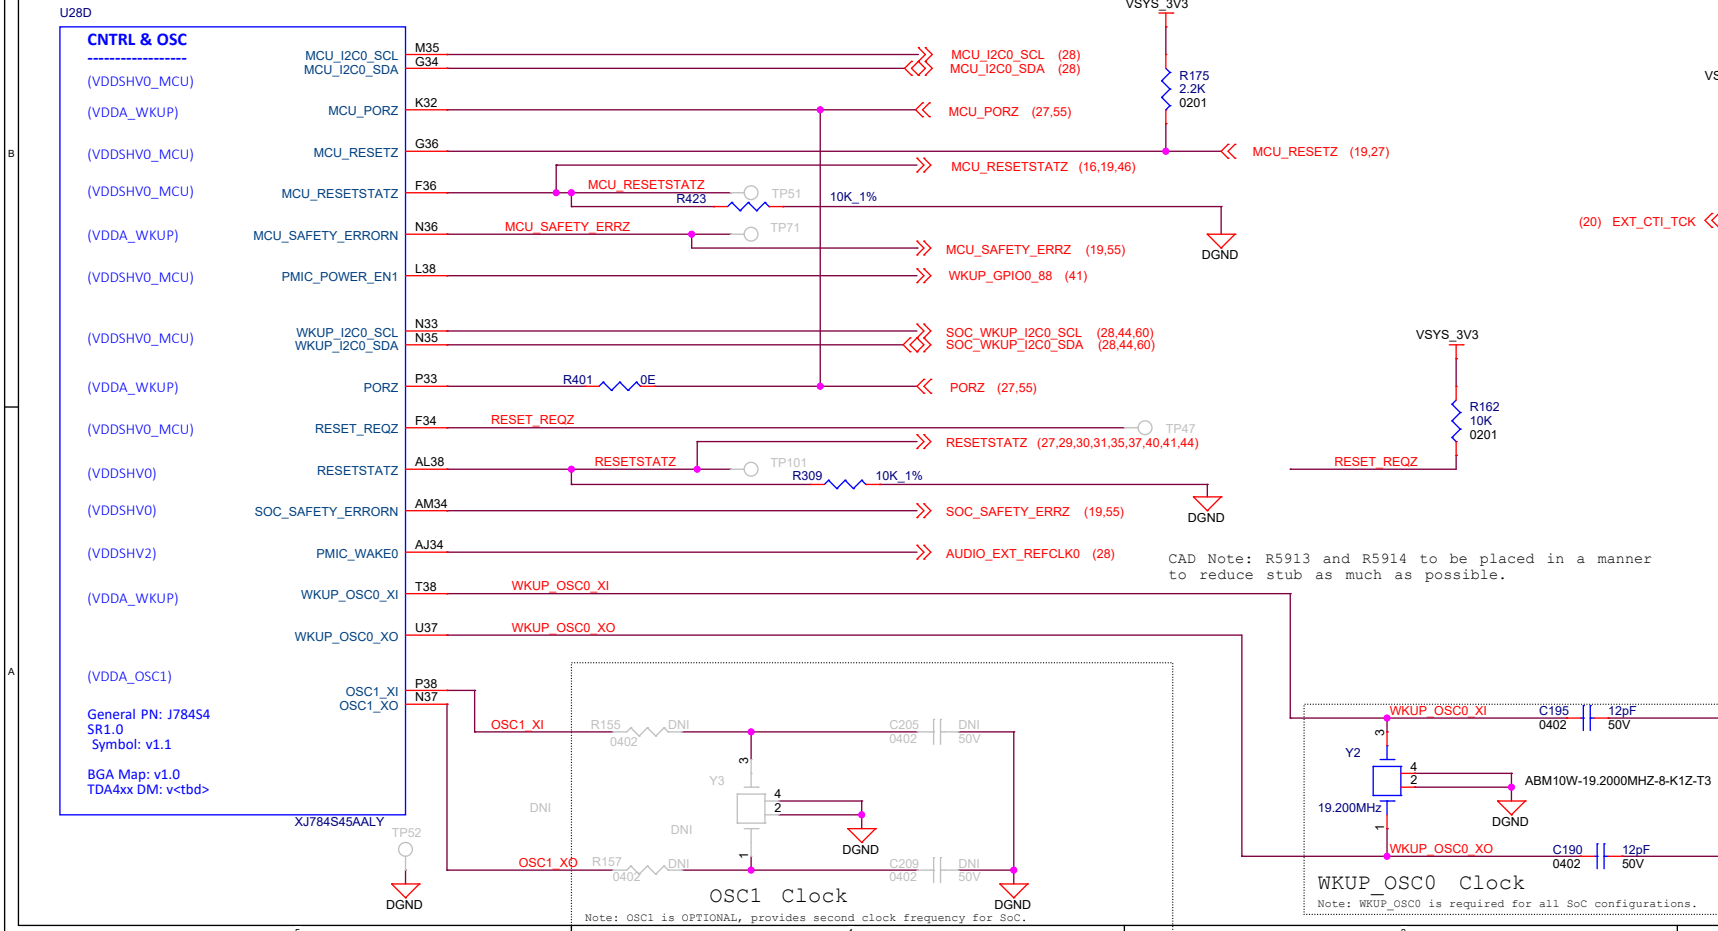 U28D
CNTRL & OSC
------------------
(VDDSHV0_MCU)
(VDDA_WKUP)
(VDDSHV0_MCU)
(VDDSHV0_MCU)
(VDDA_WKUP)
(VDDSHV0_MCU)
(VDDSHV0_MCU)
(VDDA_WKUP)
(VDDSHV0_MCU)
(VDDSHV0)
(VDDSHV0)
(VDDSHV2)
(VDDA_WKUP)
(VDDA_OSC1)
General PN: J784S4
SR1.0
Symbol: v1.1
BGA Map: v1.0
TDA4xx DM: v<tbd>
XJ784S45AALY
MCU_I2C0_SCL M35 MCU_I2C0_SCL (28)
MCU_I2C0_SDA G34 MCU_I2C0_SDA (28)
MCU_PORZ K32 MCU_PORZ (27,55)
MCU_RESETZ G36 MCU_RESETZ (19,27)
MCU_RESETSTATZ (16,19,46)
MCU_RESETSTATZ F36 MCU_RESETSTATZ TP51
R423 10K_1%
DGND
MCU_SAFETY_ERRORN N36 MCU_SAFETY_ERRZ TP71
MCU_SAFETY_ERRZ (19,55)
PMIC_POWER_EN1 L38 WKUP_GPIO0_88 (41)
WKUP_I2C0_SCL N33 SOC_WKUP_I2C0_SCL (28,44,60)
WKUP_I2C0_SDA N35 SOC_WKUP_I2C0_SDA (28,44,60)
PORZ P33 R401 0E PORZ (27,55)
RESET_REQZ F34 RESET_REQZ TP47
RESETSTATZ (27,29,30,31,35,37,40,41,44)
RESETSTATZ AL38 RESETSTATZ TP101
R309 10K_1%
DGND
SOC_SAFETY_ERRORN AM34 SOC_SAFETY_ERRZ (19,55)
PMIC_WAKE0 AJ34 AUDIO_EXT_REFCLK0 (28)
WKUP_OSC0_XI T38 WKUP_OSC0_XI
WKUP_OSC0_XO U37 WKUP_OSC0_XO
OSC1_XI P38
OSC1_XO N37
VSYS_3V3
R175
2.2K
0201
(20) EXT_CTI_TCK
VSYS_3V3
R162
10K
0201
RESET_REQZ
CAD Note: R5913 and R5914 to be placed in a manner
to reduce stub as much as possible.
OSC1_XI R155 DNI C205 DNI
0402 0402 50V
Y3 3
4
2
DNI DNI
1
DGND
OSC1_XO R157 DNI C209 DNI
0402 0402 50V
DGND
TP52
DGND
OSC1 Clock
Note: OSC1 is OPTIONAL, provides second clock frequency for SoC.
WKUP_OSC0_XI C195 12pF
0402 50V
Y2 3
4
2
ABM10W-19.2000MHZ-8-K1Z-T3
19.200MHz
1
DGND
WKUP_OSC0_XO C190 12pF
0402 50V
WKUP_OSC0 Clock
Note: WKUP_OSC0 is required for all SoC configurations.
B
A